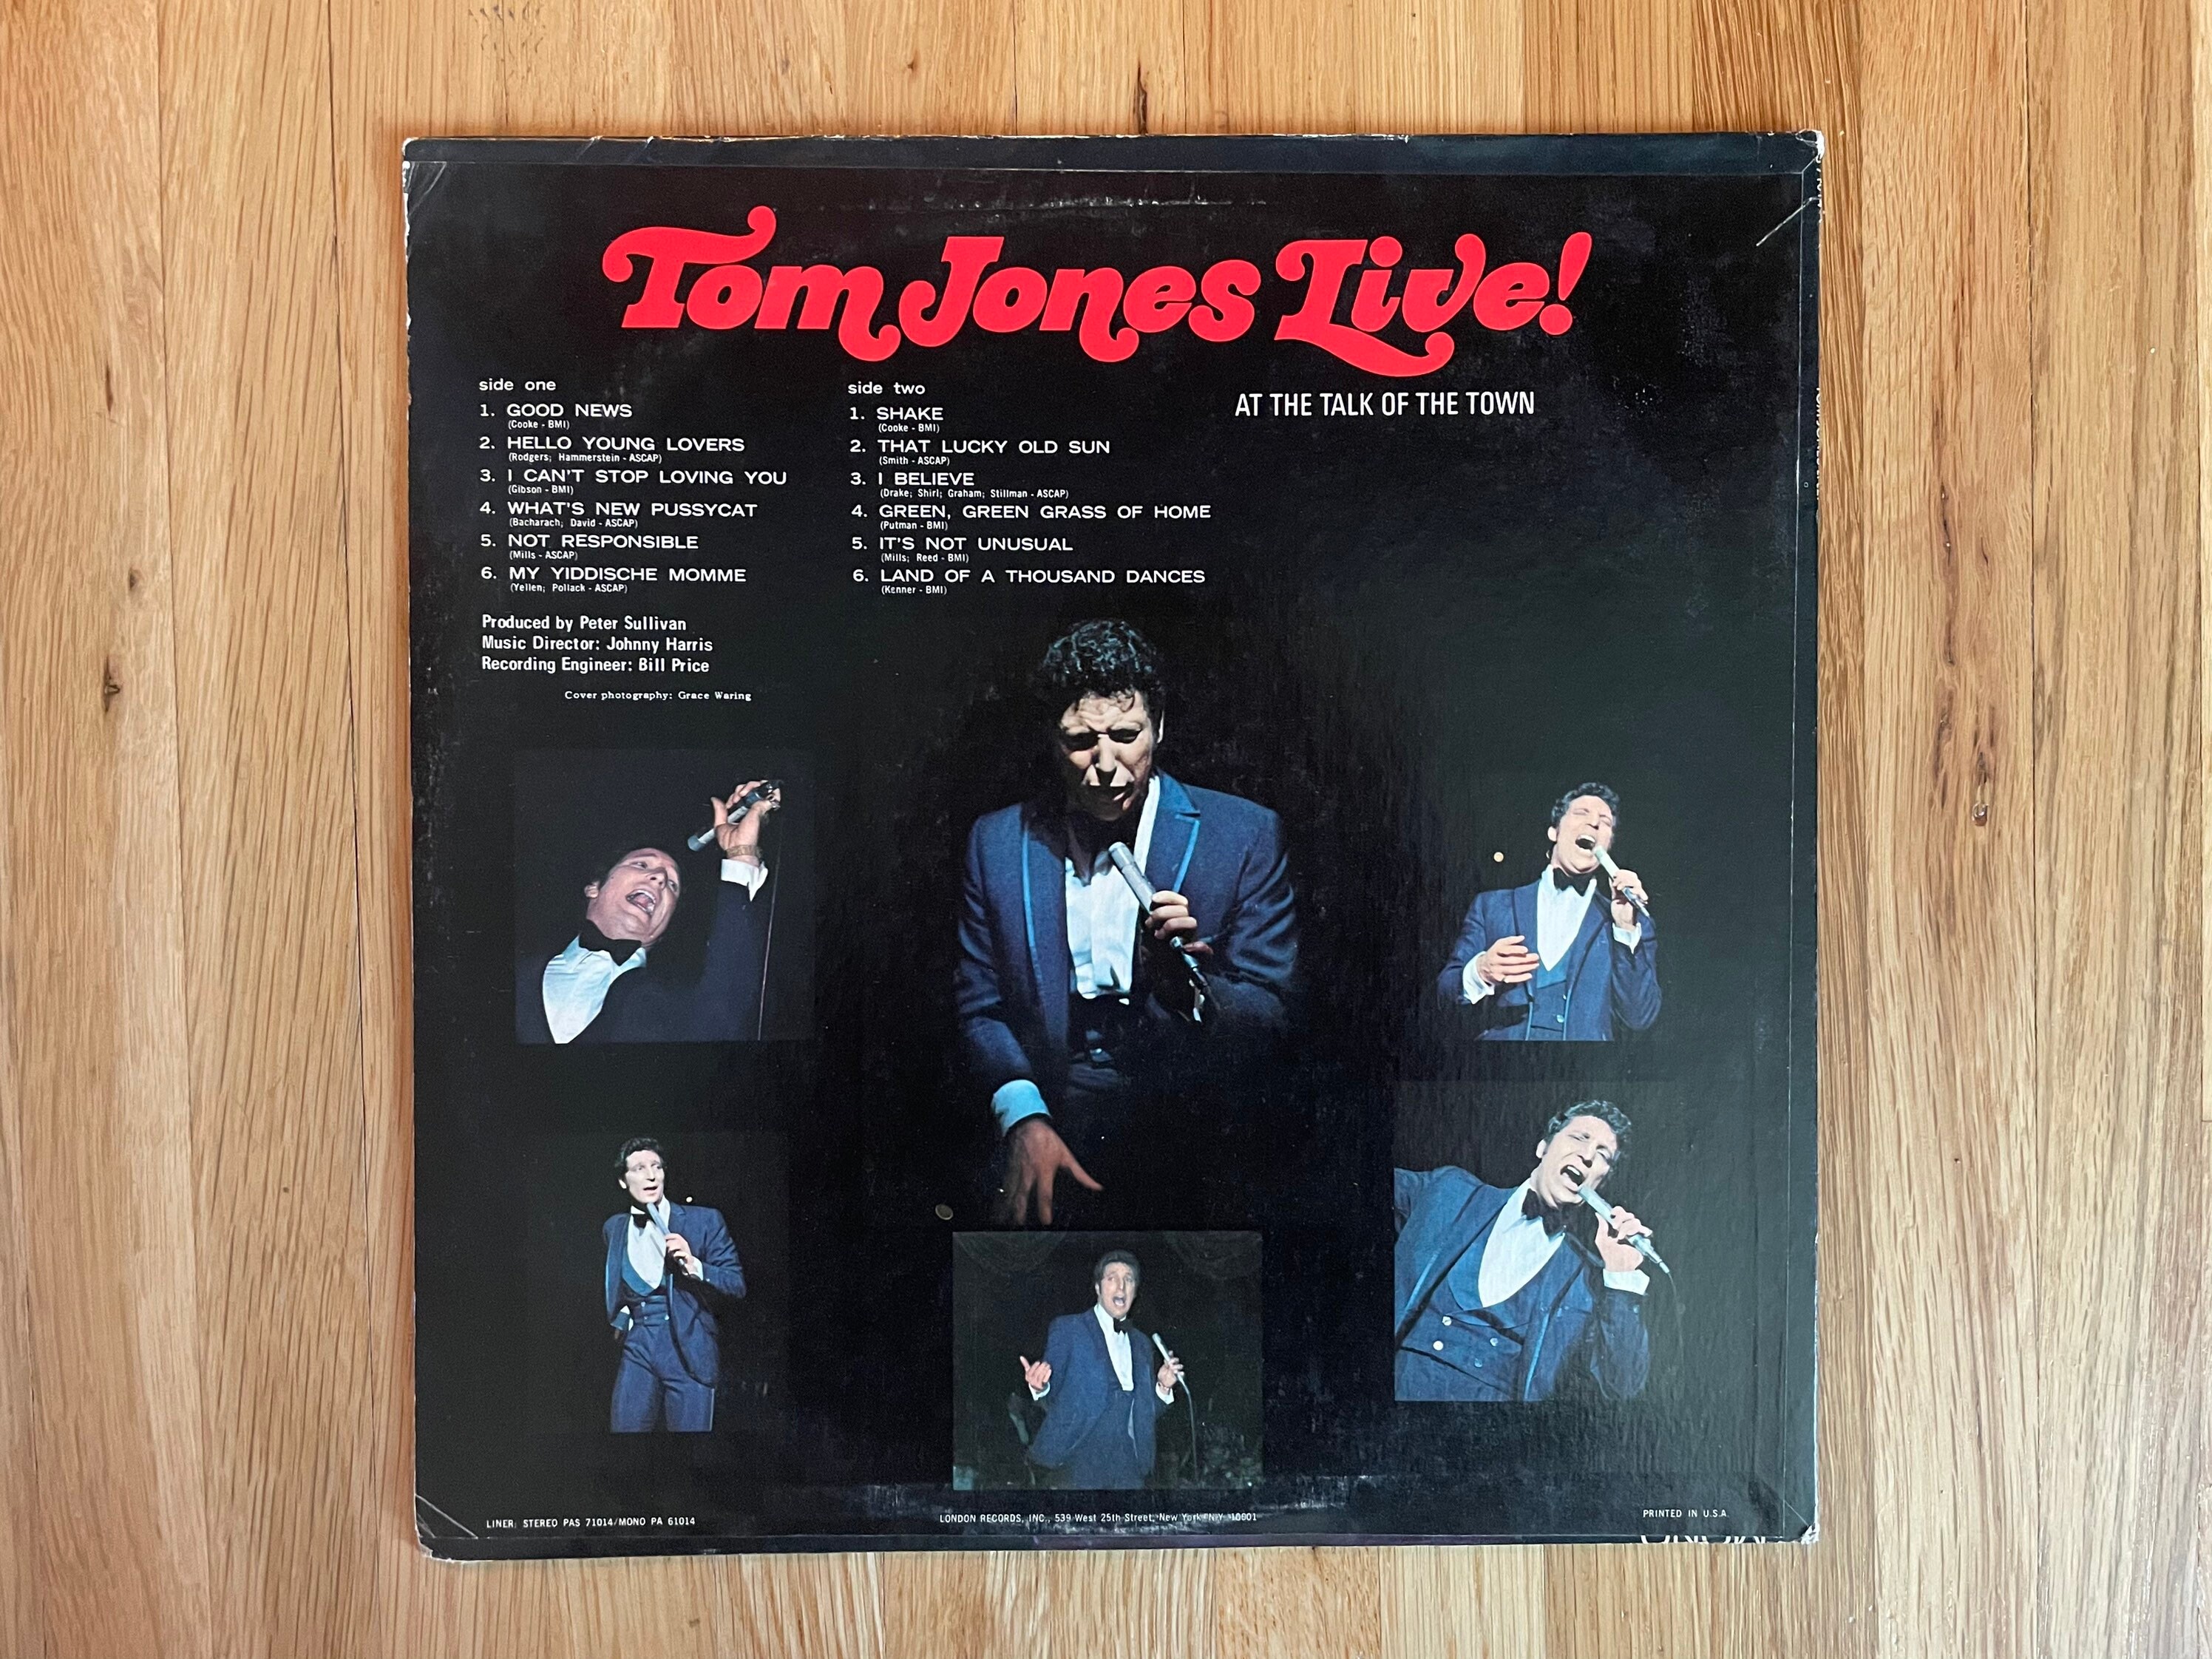 Tom Jones Live!
AT THE TALK OF THE TOWN
side one
1. GOOD NEWS
(Cooke - BMI)
2. HELLO YOUNG LOVERS
(Rodgers; Hammerstein - ASCAP)
3. I CAN'T STOP LOVING YOU
(Gibson - BMI)
4. WHAT'S NEW PUSSYCAT
(Bacharach; David - ASCAP)
5. NOT RESPONSIBLE
(Mills - ASCAP)
6. MY YIDDISCHE MOMME
(Yellen; Pollack - ASCAP)
side two
1. SHAKE
(Cooke - BMI)
2. THAT LUCKY OLD SUN
(Smith - ASCAP)
3. I BELIEVE
(Drake; Shirl; Graham; Stillman - ASCAP)
4. GREEN, GREEN GRASS OF HOME
(Putman - BMI)
5. IT'S NOT UNUSUAL
(Mills; Reed - BMI)
6. LAND OF A THOUSAND DANCES
(Kenner - BMI)
Produced by Peter Sullivan
Music Director: Johnny Harris
Recording Engineer: Bill Price
Cover photography: Grace Waring
LINER: STEREO PAS 71014/MONO PA 61014
LONDON RECORDS, INC., 539 West 25th Street, New York, N.Y. 10001
PRINTED IN U.S.A.